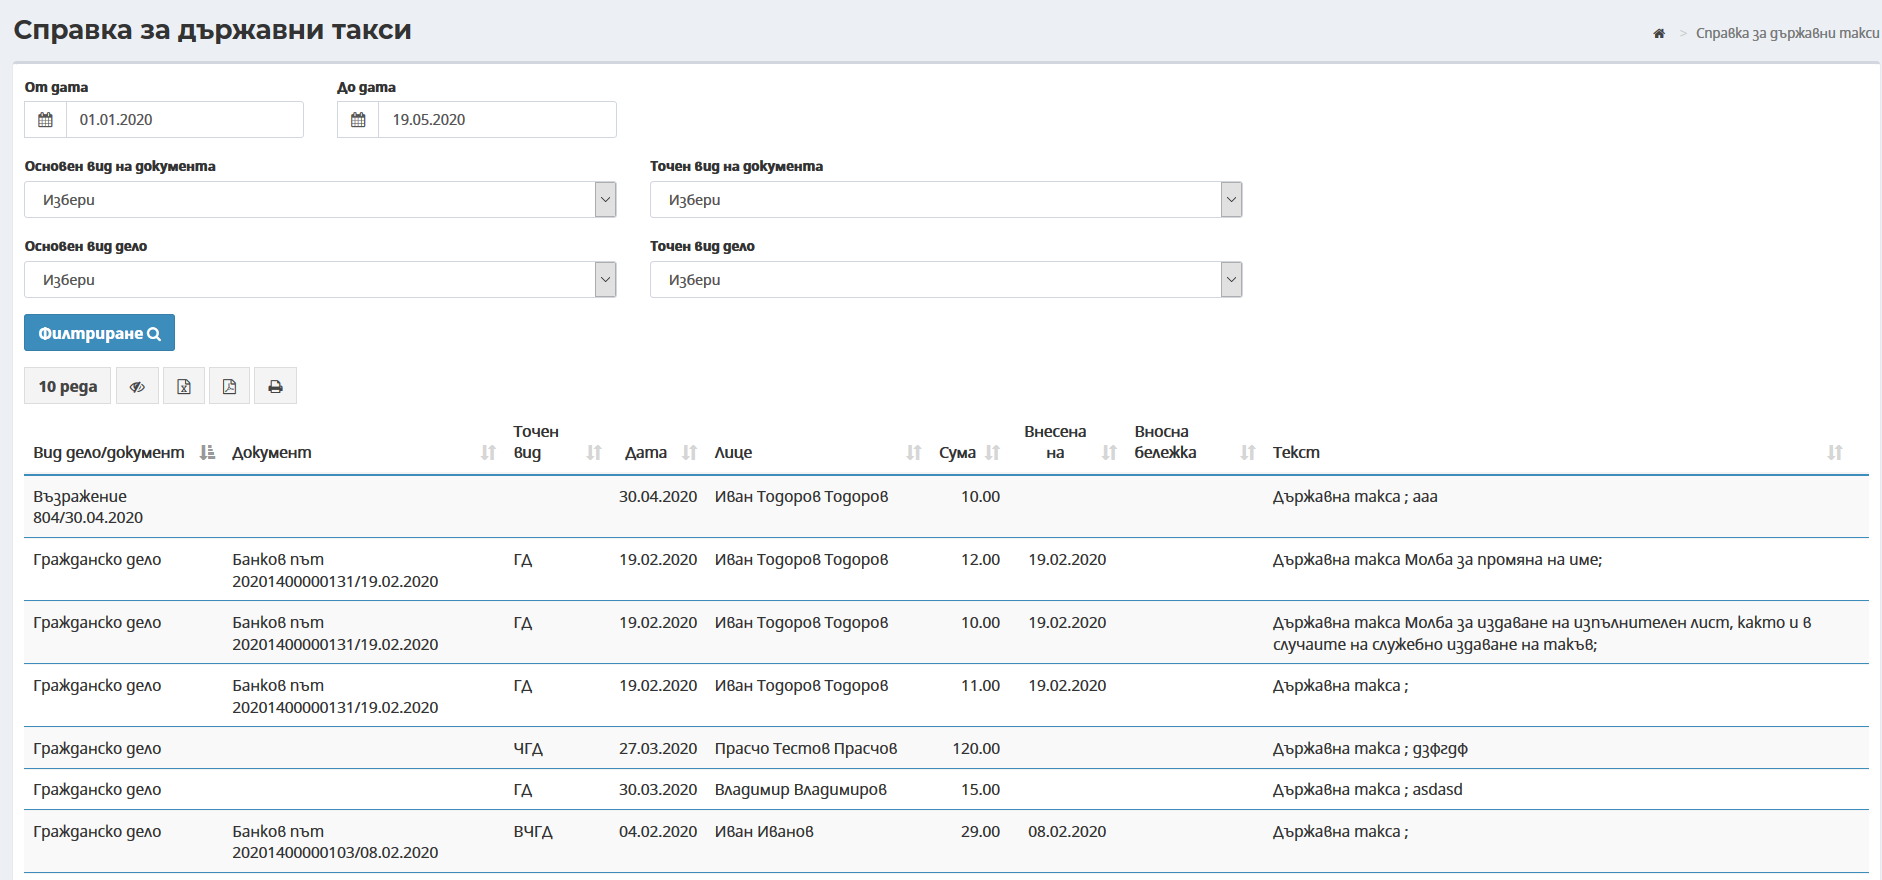 Справка за държавни такси
> Справка за държавни такси
От дата До дата
01.01.2020 19.05.2020
Основен вид на документа Точен вид на документа
Избери Избери
Основен вид дело Точен вид дело
Избери Избери
Филтриране
10 реда
Вид дело/документ Документ Точен вид Дата Лице Сума Внесена на Вносна бележка Текст
Възражение 30.04.2020 Иван Тодоров Тодоров 10.00 Държавна такса ; ааа
804/30.04.2020
Гражданско дело Банков път ГД 19.02.2020 Иван Тодоров Тодоров 12.00 19.02.2020 Държавна такса Молба за промяна на име;
20201400000131/19.02.2020
Гражданско дело Банков път ГД 19.02.2020 Иван Тодоров Тодоров 10.00 19.02.2020 Държавна такса Молба за издаване на изпълнителен лист, както и в
20201400000131/19.02.2020 случаите на служебно издаване на такъв;
Гражданско дело Банков път ГД 19.02.2020 Иван Тодоров Тодоров 11.00 19.02.2020 Държавна такса ;
20201400000131/19.02.2020
Гражданско дело ЧГД 27.03.2020 Прасчо Тестов Прасчов 120.00 Държавна такса ; дзфгдф
Гражданско дело ГД 30.03.2020 Владимир Владимиров 15.00 Държавна такса ; asdasd
Гражданско дело Банков път ВЧГД 04.02.2020 Иван Иванов 29.00 08.02.2020 Държавна такса ;
20201400000103/08.02.2020